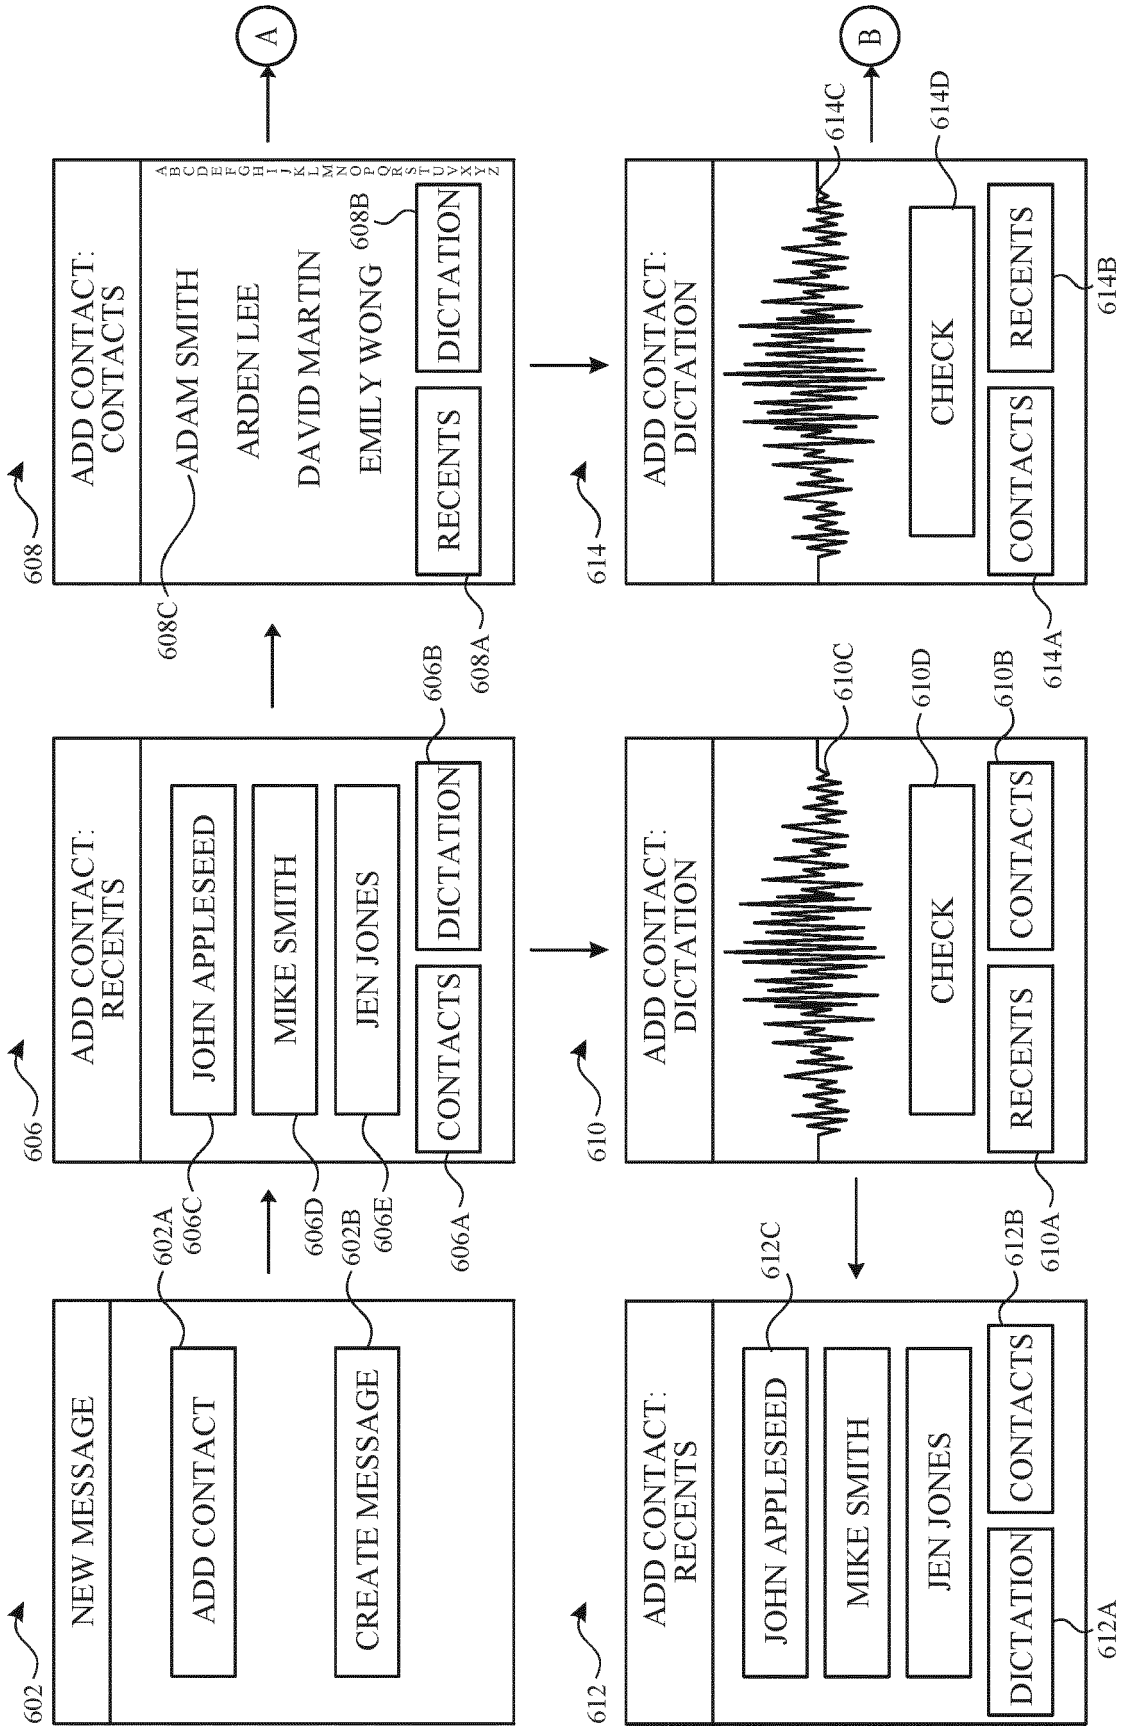 602
NEW MESSAGE
ADD CONTACT
602A
CREATE MESSAGE
602B
606
ADD CONTACT:
RECENTS
606C
JOHN APPLESEED
606D
MIKE SMITH
606E
JEN JONES
606A
CONTACTS
DICTATION
606B
608
ADD CONTACT:
CONTACTS
608C
ADAM SMITH
ARDEN LEE
DAVID MARTIN
EMILY WONG
A
B
C
D
E
F
G
H
I
J
K
L
M
N
O
P
Q
R
S
T
U
V
X
Y
Z
608B
608A
RECENTS
DICTATION
A
612
ADD CONTACT:
RECENTS
612C
JOHN APPLESEED
MIKE SMITH
JEN JONES
DICTATION
CONTACTS
612B
612A
610
ADD CONTACT:
DICTATION
610C
CHECK
610D
610A
RECENTS
CONTACTS
610B
614
ADD CONTACT:
DICTATION
614C
CHECK
614D
614A
CONTACTS
RECENTS
614B
B